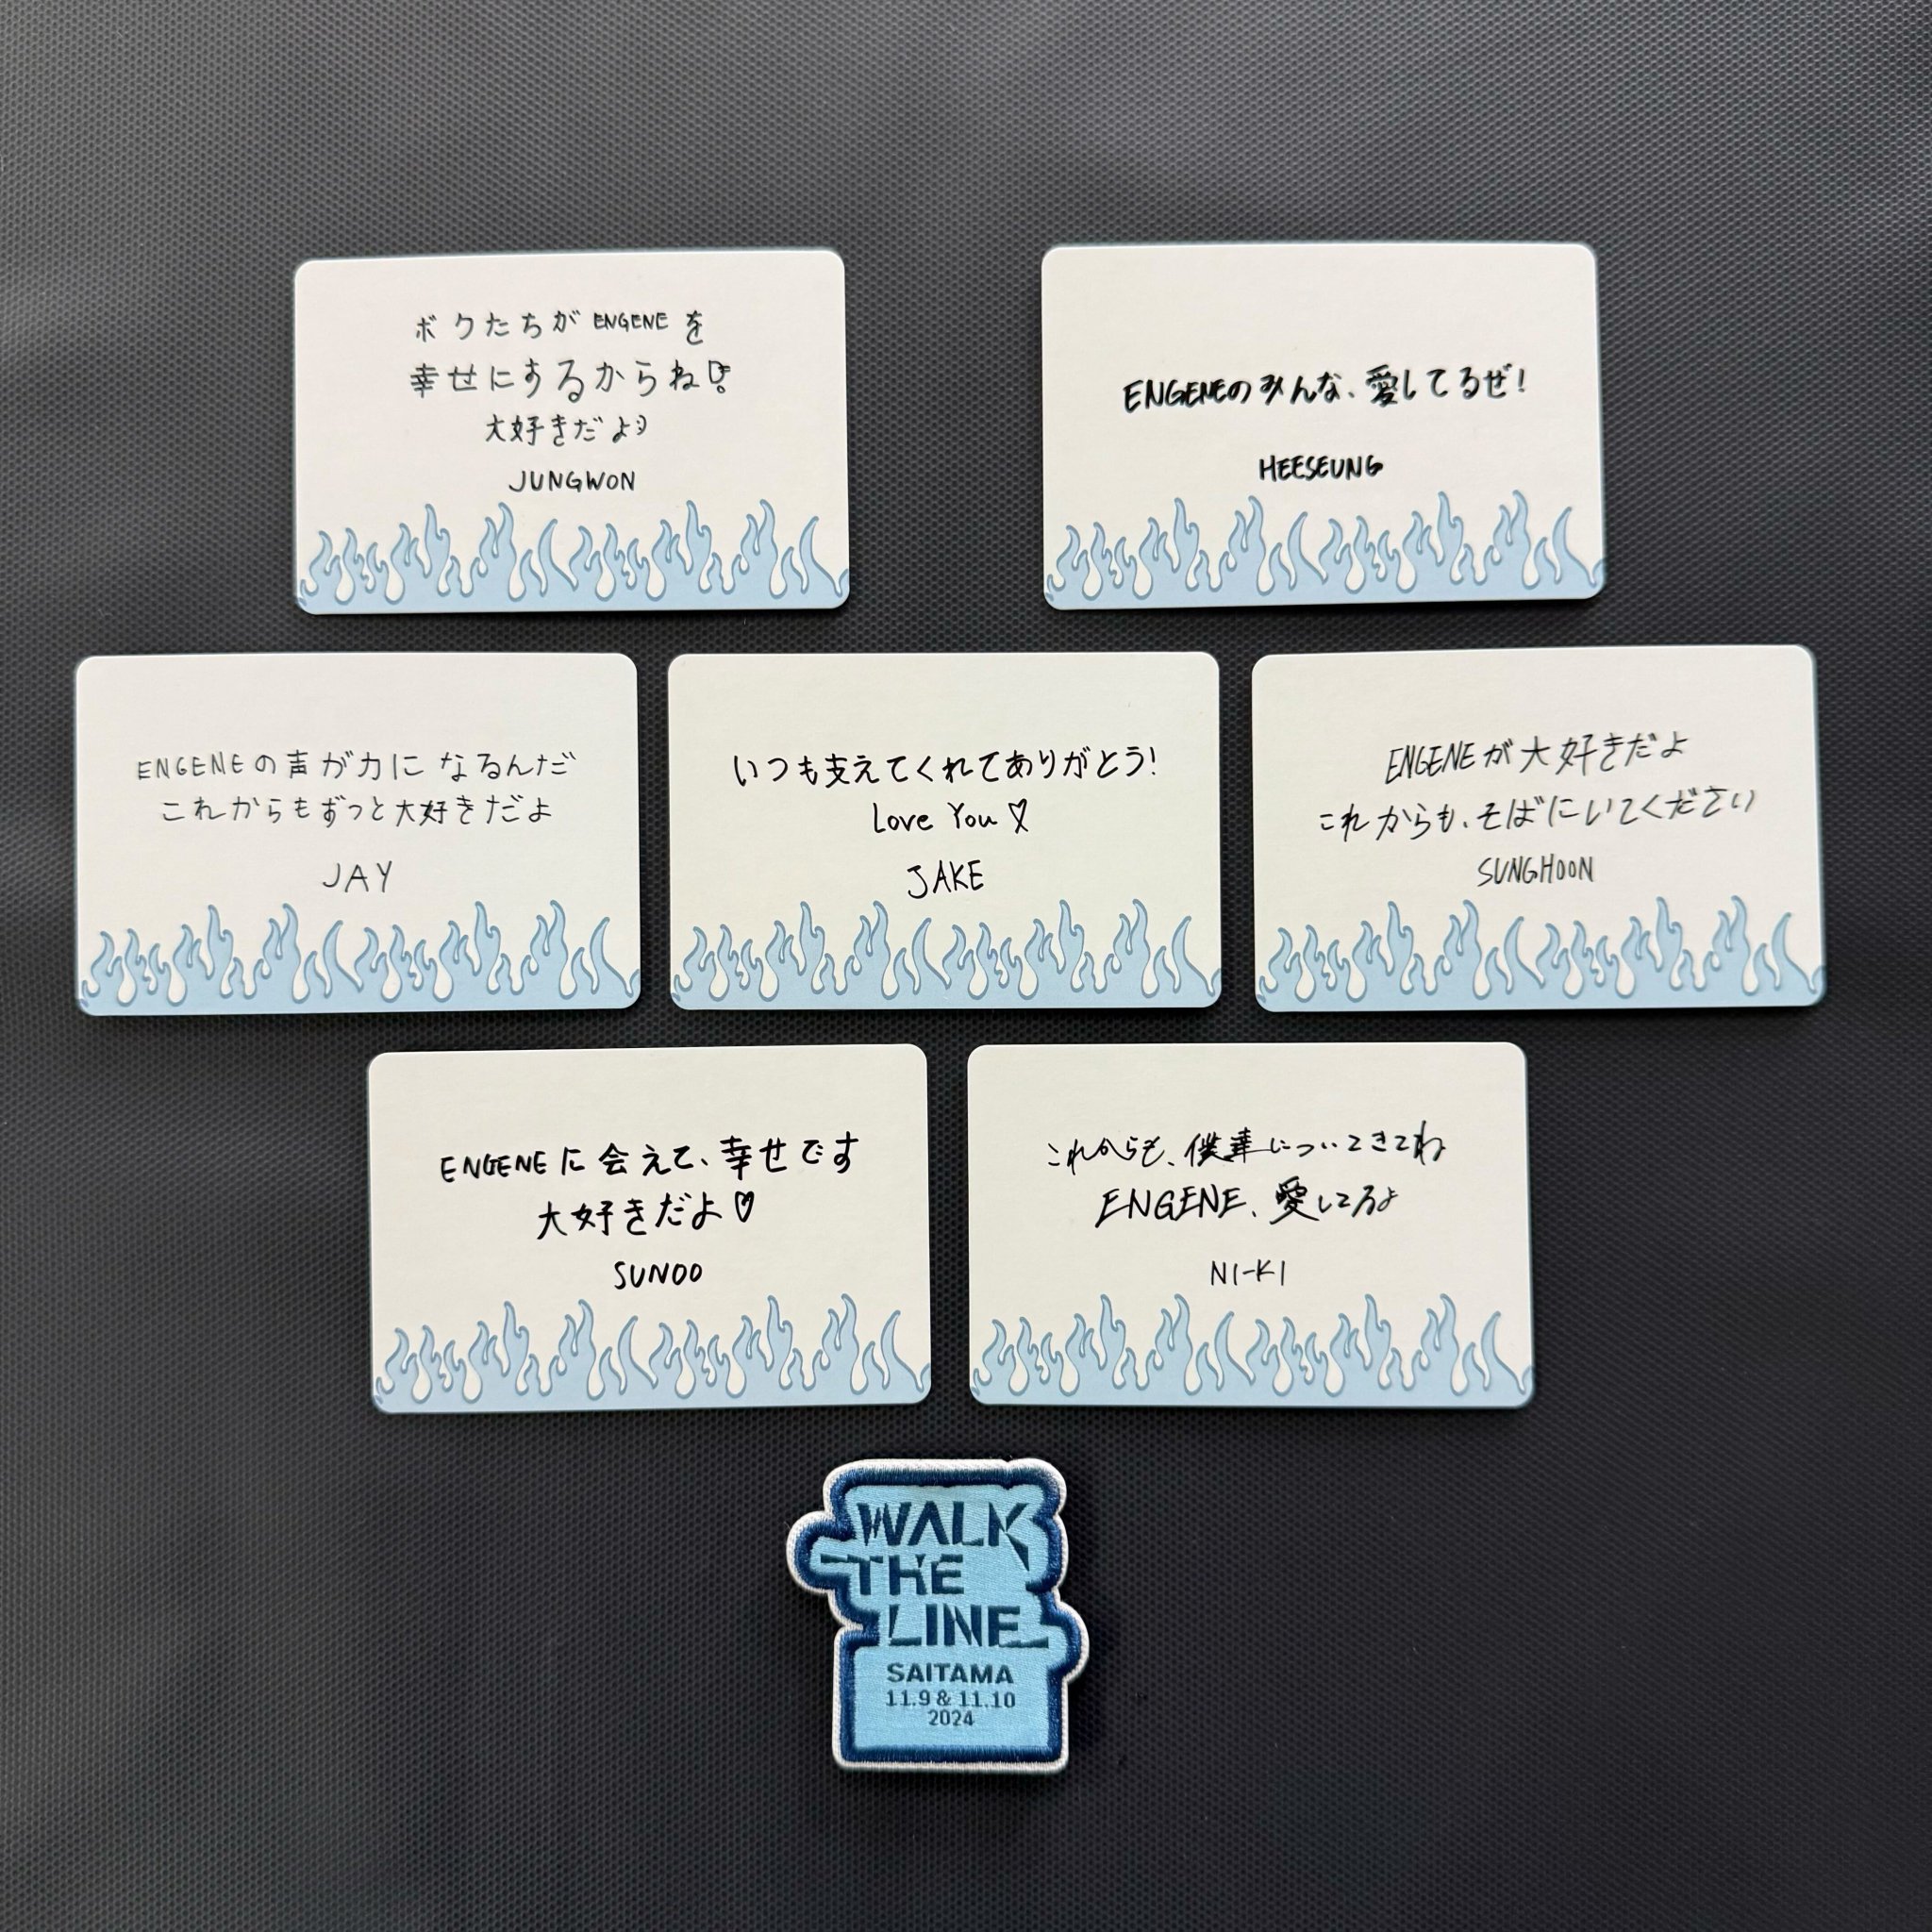 ボクたちが ENGENE を
幸せにするからね!
大好きだよ
JUNGWON
ENGENEのみんな、愛してるぜ!
HEESEUNG
ENGENEの声が力になるんだ
これからもずっと大好きだよ
JAY
いつも支えてくれてありがとう!
Love You ♡
JAKE
ENGENEが大好きだよ
これからも、そばにいてください
SUNGHOON
ENGENEに会えて、幸せです
大好きだよ♡
SUNOO
これからも、僕達についてきてね
ENGENE、愛してるよ
NI-KI
WALK
THE
LINE
SAITAMA
11.9 & 11.10
2024